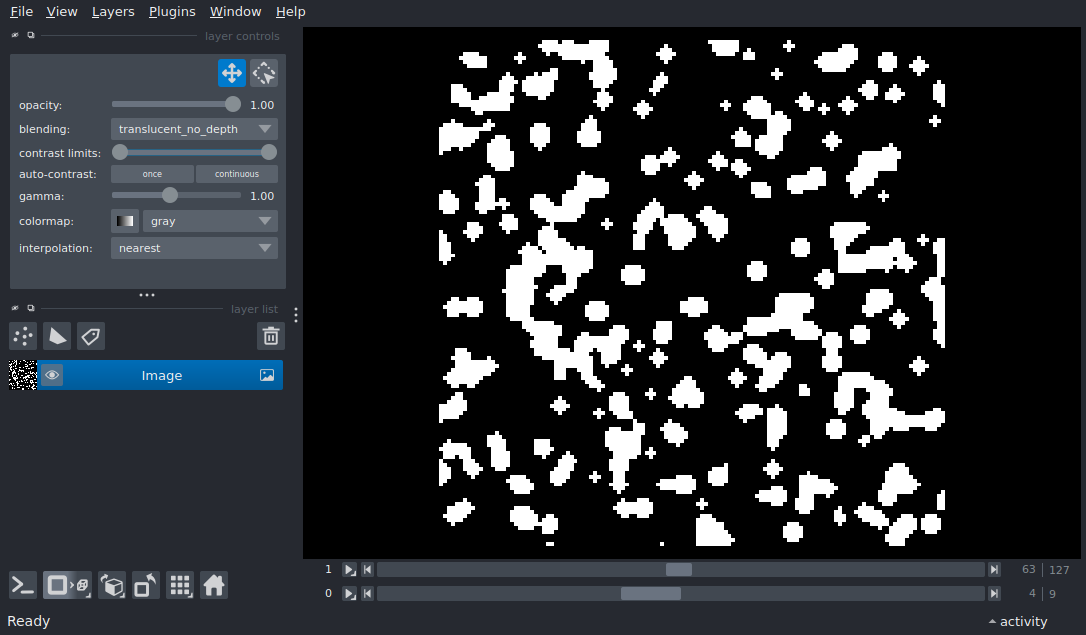 File View Layers Plugins Window Help
layer controls
opacity: 1.00
blending: translucent_no_depth
contrast limits:
auto-contrast: once continuous
gamma: 1.00
colormap: gray
interpolation: nearest
layer list
Image
1 63 127
0 4 9
Ready activity